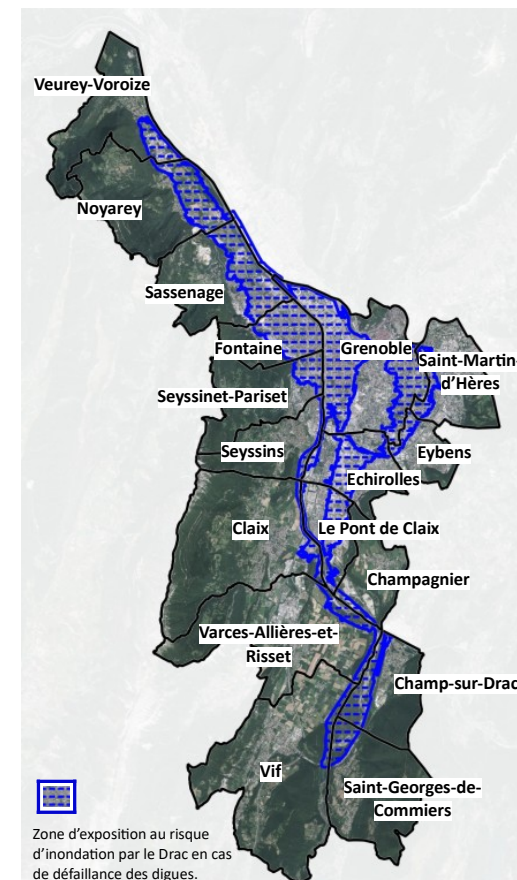 Veurey-Voroize
Noyarey
Sassenage
Fontaine
Grenoble
Saint-Martin-
d'Hères
Seyssinet-Pariset
Seyssins
Eybens
Echirolles
Claix
Le Pont de Claix
Champagnier
Varces-Allières-et-
Risset
Champ-sur-Drac
Vif
Saint-Georges-de-
Commiers
Zone d'exposition au risque
d'inondation par le Drac en cas
de défaillance des digues.